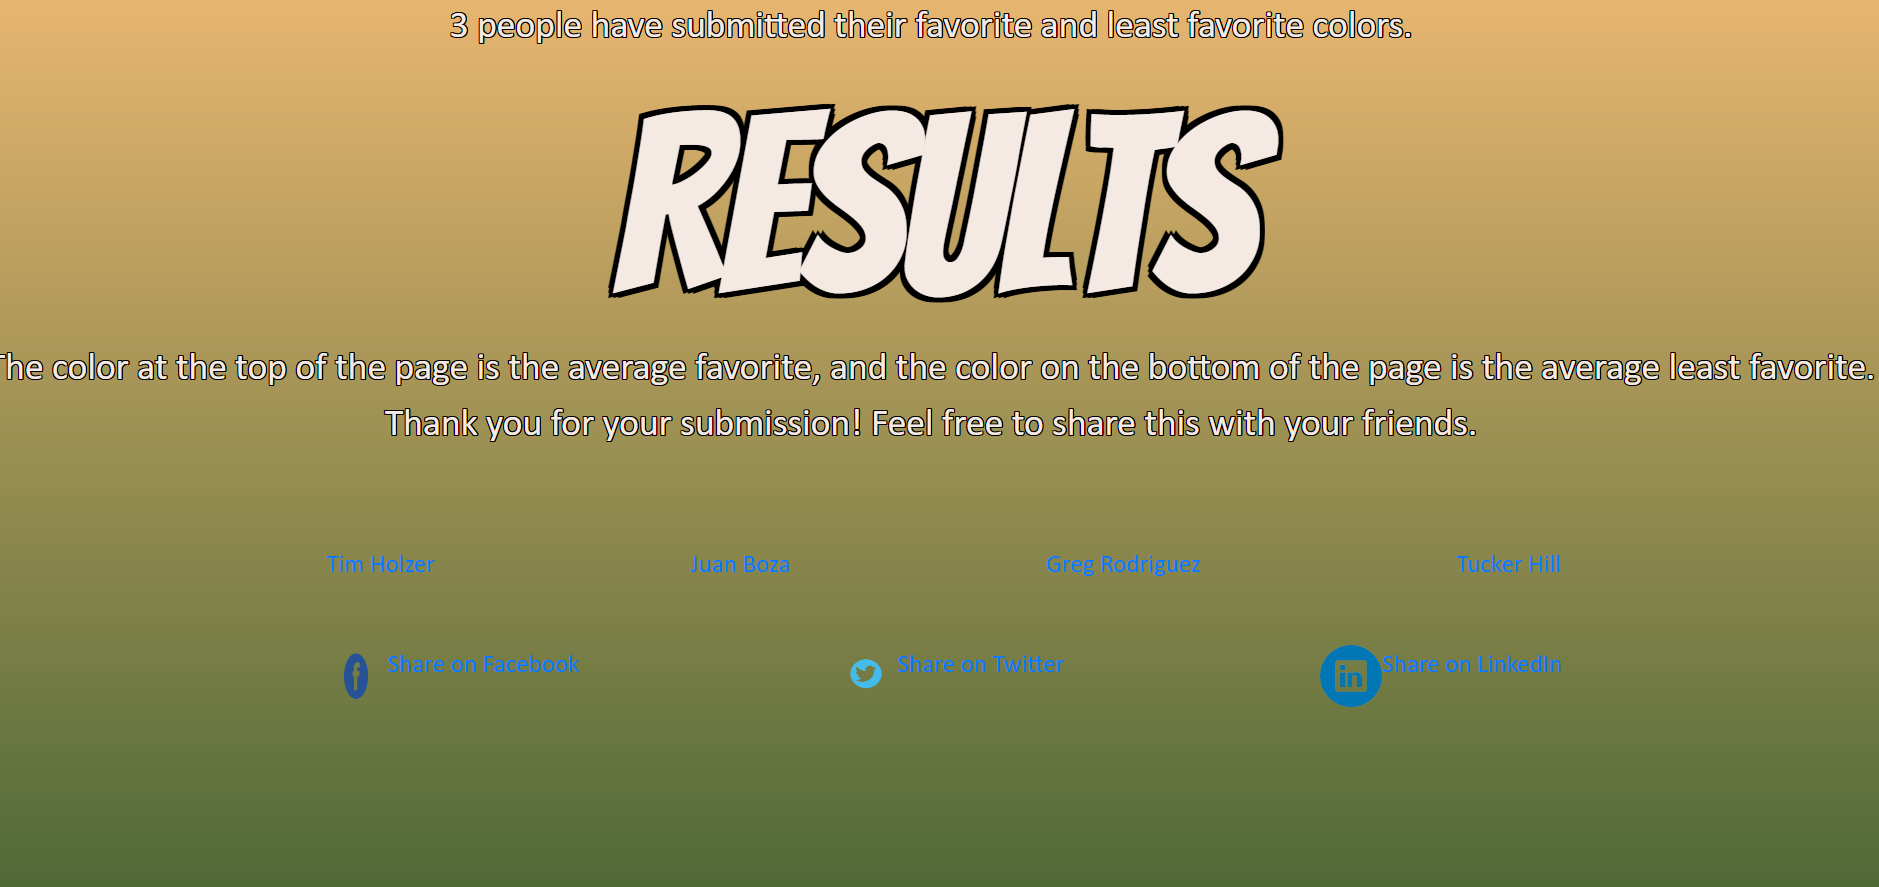 3 people have submitted their favorite and least favorite colors.
RESULTS
The color at the top of the page is the average favorite, and the color on the bottom of the page is the average least favorite.
Thank you for your submission! Feel free to share this with your friends.
Tim Holzer Juan Boza Greg Rodriguez Tucker Hill
f Share on Facebook Share on Twitter in Share on LinkedIn